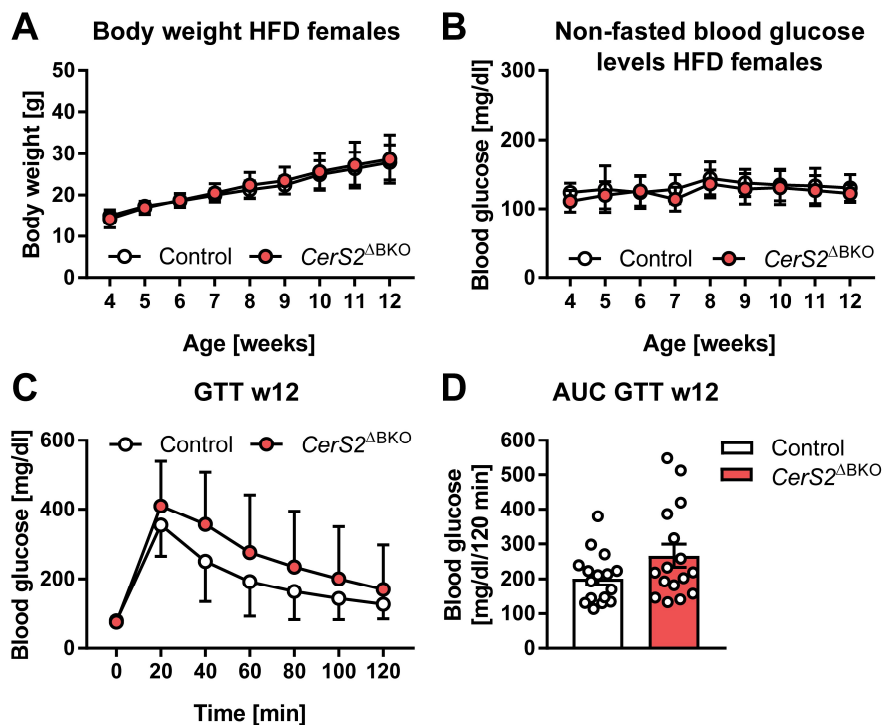 A
Body weight HFD females
Body weight [g]
50
40
30
20
10
0
Control
CerS2ΔBKO
4 5 6 7 8 9 10 11 12
Age [weeks]
B
Non-fasted blood glucose
levels HFD females
Blood glucose [mg/dl]
300
200
100
0
Control
CerS2ΔBKO
4 5 6 7 8 9 10 11 12
Age [weeks]
C
GTT w12
Blood glucose [mg/dl]
600
400
200
0
Control
CerS2ΔBKO
0 20 40 60 80 100 120
Time [min]
D
AUC GTT w12
Blood glucose
[mg/dl/120 min]
600
500
400
300
200
100
0
Control
CerS2ΔBKO